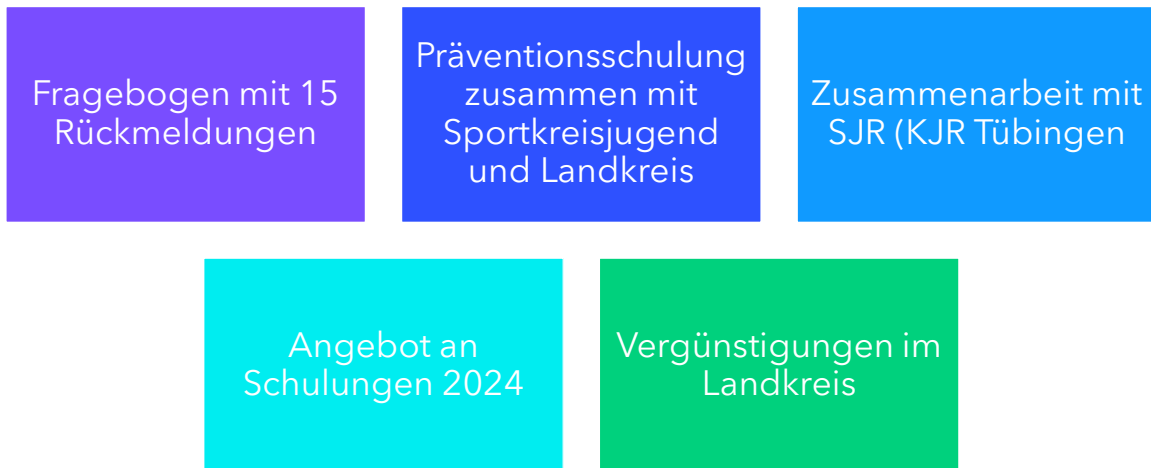 Fragebogen mit 15
Rückmeldungen
Präventionsschulung
zusammen mit
Sportkreisjugend
und Landkreis
Zusammenarbeit mit
SJR (KJR Tübingen
Angebot an
Schulungen 2024
Vergünstigungen im
Landkreis